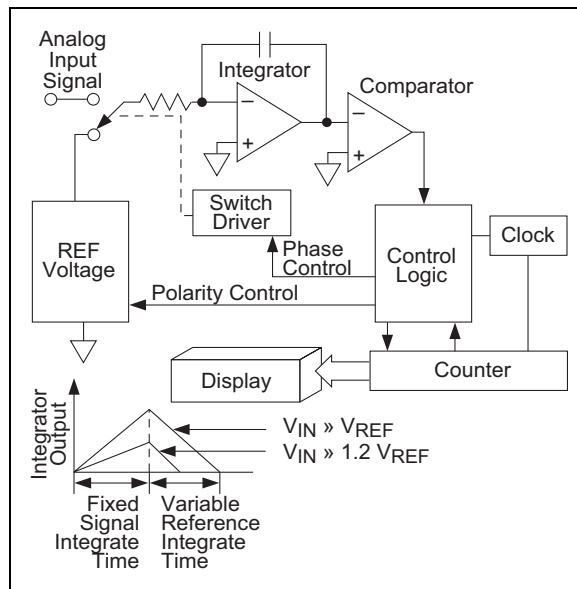 Analog
Input
Signal
Integrator
Comparator
−
+
−
+
Switch
Driver
REF
Voltage
Phase
Control
Control
Logic
Clock
Polarity Control
Display
Counter
Integrator
Output
VIN » VREF
VIN » 1.2 VREF
Fixed
Signal
Integrate
Time
Variable
Reference
Integrate
Time